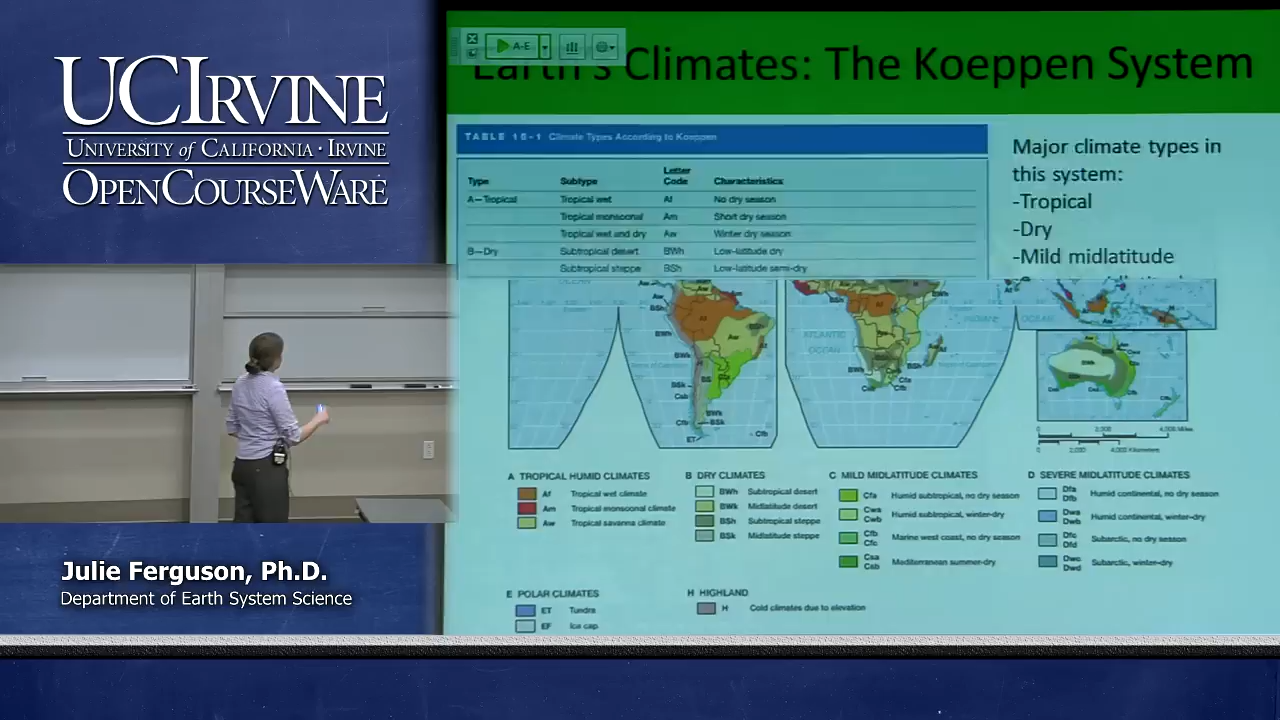 UCIRVINE
UNIVERSITY of CALIFORNIA · IRVINE
OPENCOURSEWARE
Julie Ferguson, Ph.D.
Department of Earth System Science
A-E
Earth's Climates: The Koeppen System
TABLE 15-1 Climate Types According to Koeppen
Type Subtype Letter Code Characteristics
A—Tropical Tropical wet Af No dry season
Tropical monsoonal Am Short dry season
Tropical wet and dry Aw Winter dry season
B—Dry Subtropical desert BWh Low-latitude dry
Subtropical steppe BSh Low-latitude semi-dry
Major climate types in
this system:
-Tropical
-Dry
-Mild midlatitude
ATLANTIC
OCEAN
A TROPICAL HUMID CLIMATES
Af Tropical wet climate
Am Tropical monsoonal climate
Aw Tropical savanna climate
B DRY CLIMATES
BWh Subtropical desert
BWk Midlatitude desert
BSh Subtropical steppe
BSk Midlatitude steppe
C MILD MIDLATITUDE CLIMATES
Cfa Humid subtropical, no dry season
Cwa
Cwb Humid subtropical, winter-dry
Cfb
Cfc Marine west coast, no dry season
Csa
Csb Mediterranean summer-dry
D SEVERE MIDLATITUDE CLIMATES
Dfa
Dfb Humid continental, no dry season
Dwa
Dwb Humid continental, winter-dry
Dfc
Dfd Subarctic, no dry season
Dwc
Dwd Subarctic, winter-dry
E POLAR CLIMATES
ET Tundra
EF Ice cap
H HIGHLAND
H Cold climates due to elevation